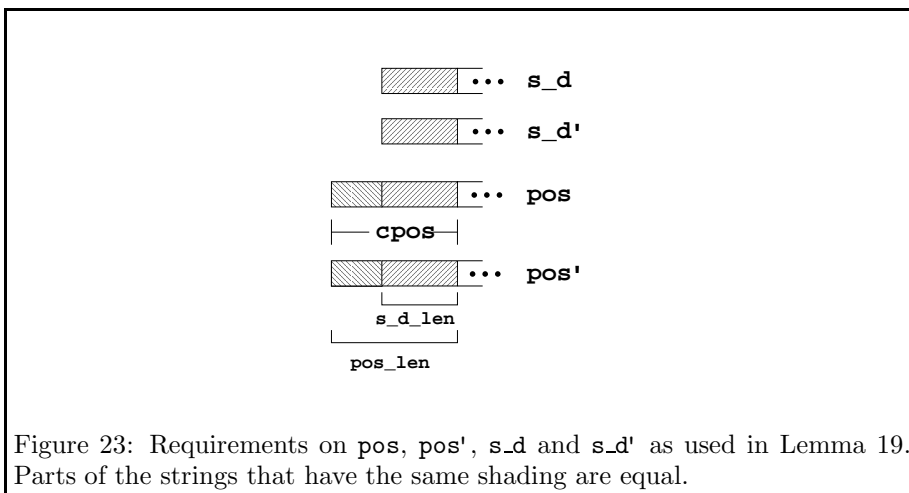 ••• s_d
••• s_d'
••• pos
cpos
••• pos'
s_d_len
pos_len
Figure 23: Requirements on pos, pos', s_d and s_d' as used in Lemma 19.
Parts of the strings that have the same shading are equal.